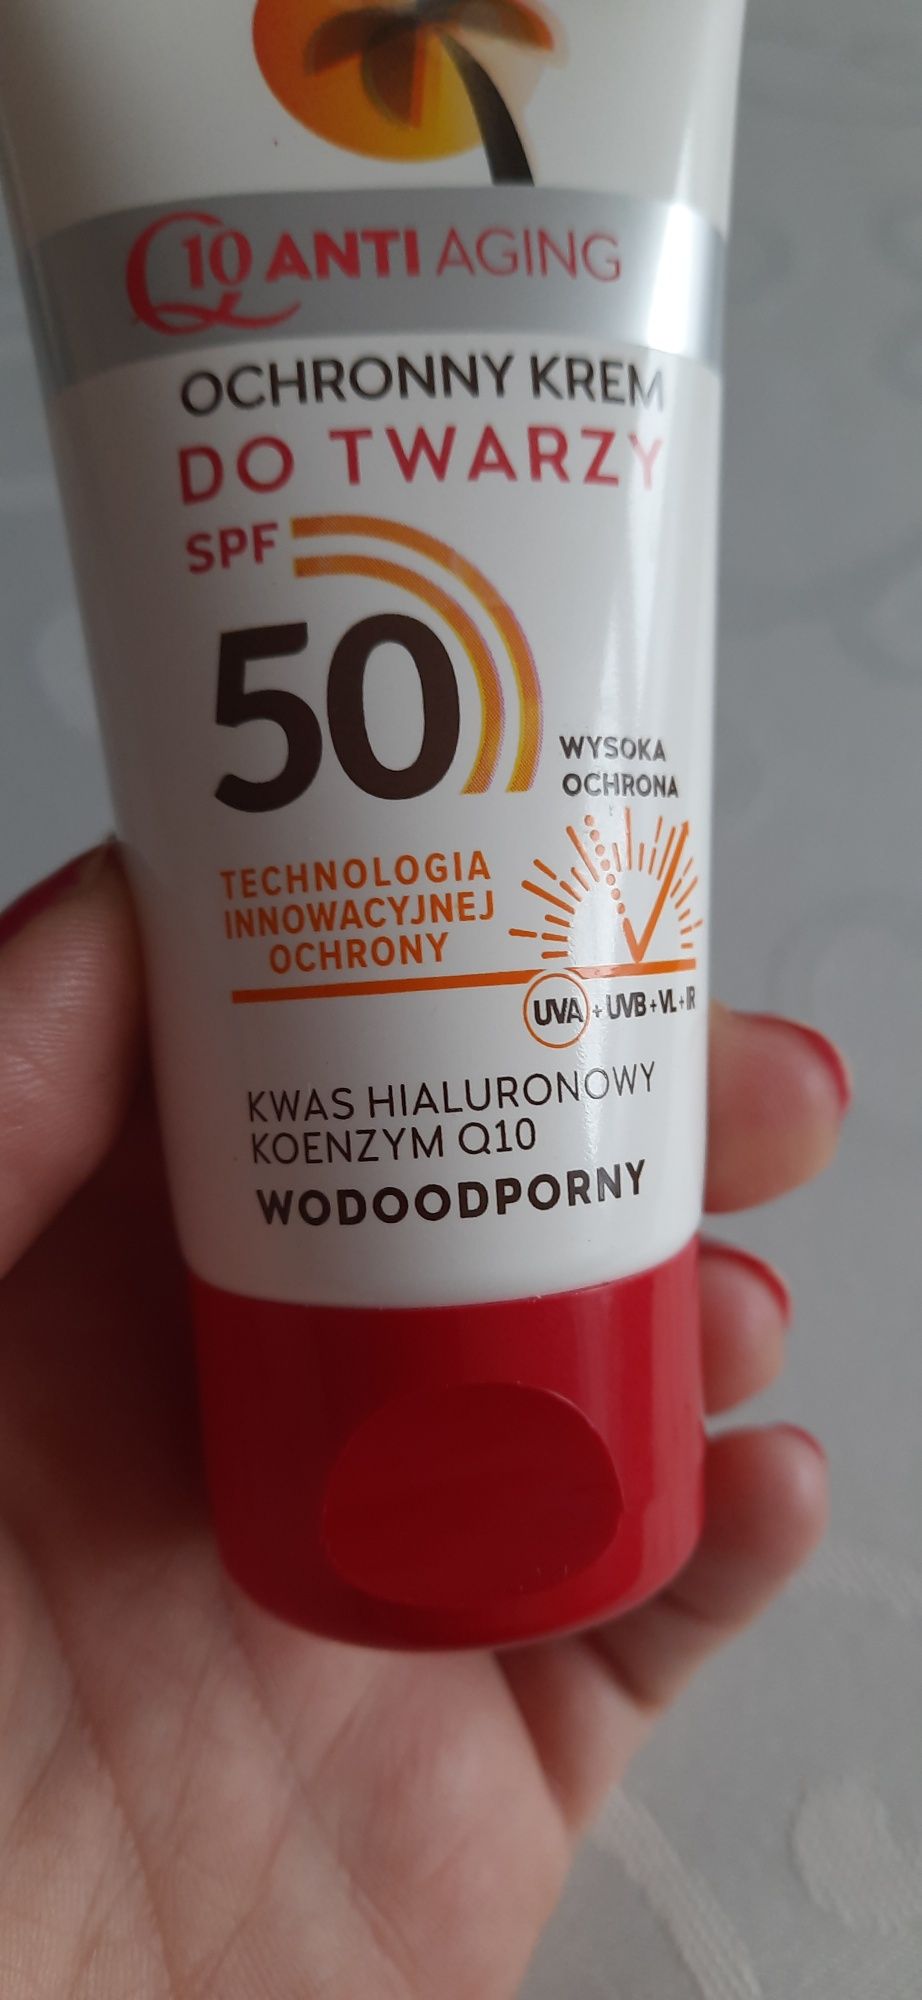 Q10 ANTI AGING
OCHRONNY KREM
DO TWARZY
SPF
50
WYSOKA
OCHRONA
TECHNOLOGIA
INNOWACYJNEJ
OCHRONY
UVA + UVB + VL + IR
KWAS HIALURONOWY
KOENZYM Q10
WODOODPORNY